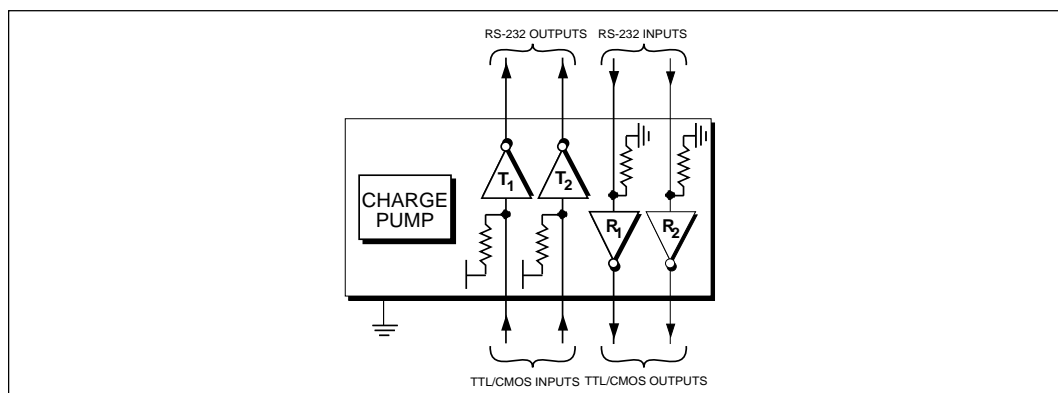 RS-232 OUTPUTS
RS-232 INPUTS
T1
T2
CHARGE
PUMP
R1
R2
TTL/CMOS INPUTS
TTL/CMOS OUTPUTS